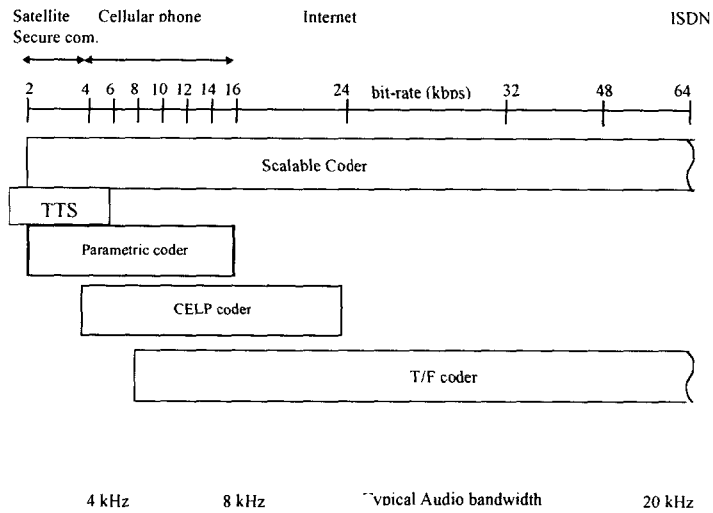 Satellite Cellular phone Internet ISDN
Secure com.
2 4 6 8 10 12 14 16 24 bit-rate (kbps) 32 48 64
Scalable Coder
TTS
Parametric coder
CELP coder
T/F coder
4 kHz 8 kHz Typical Audio bandwidth 20 kHz